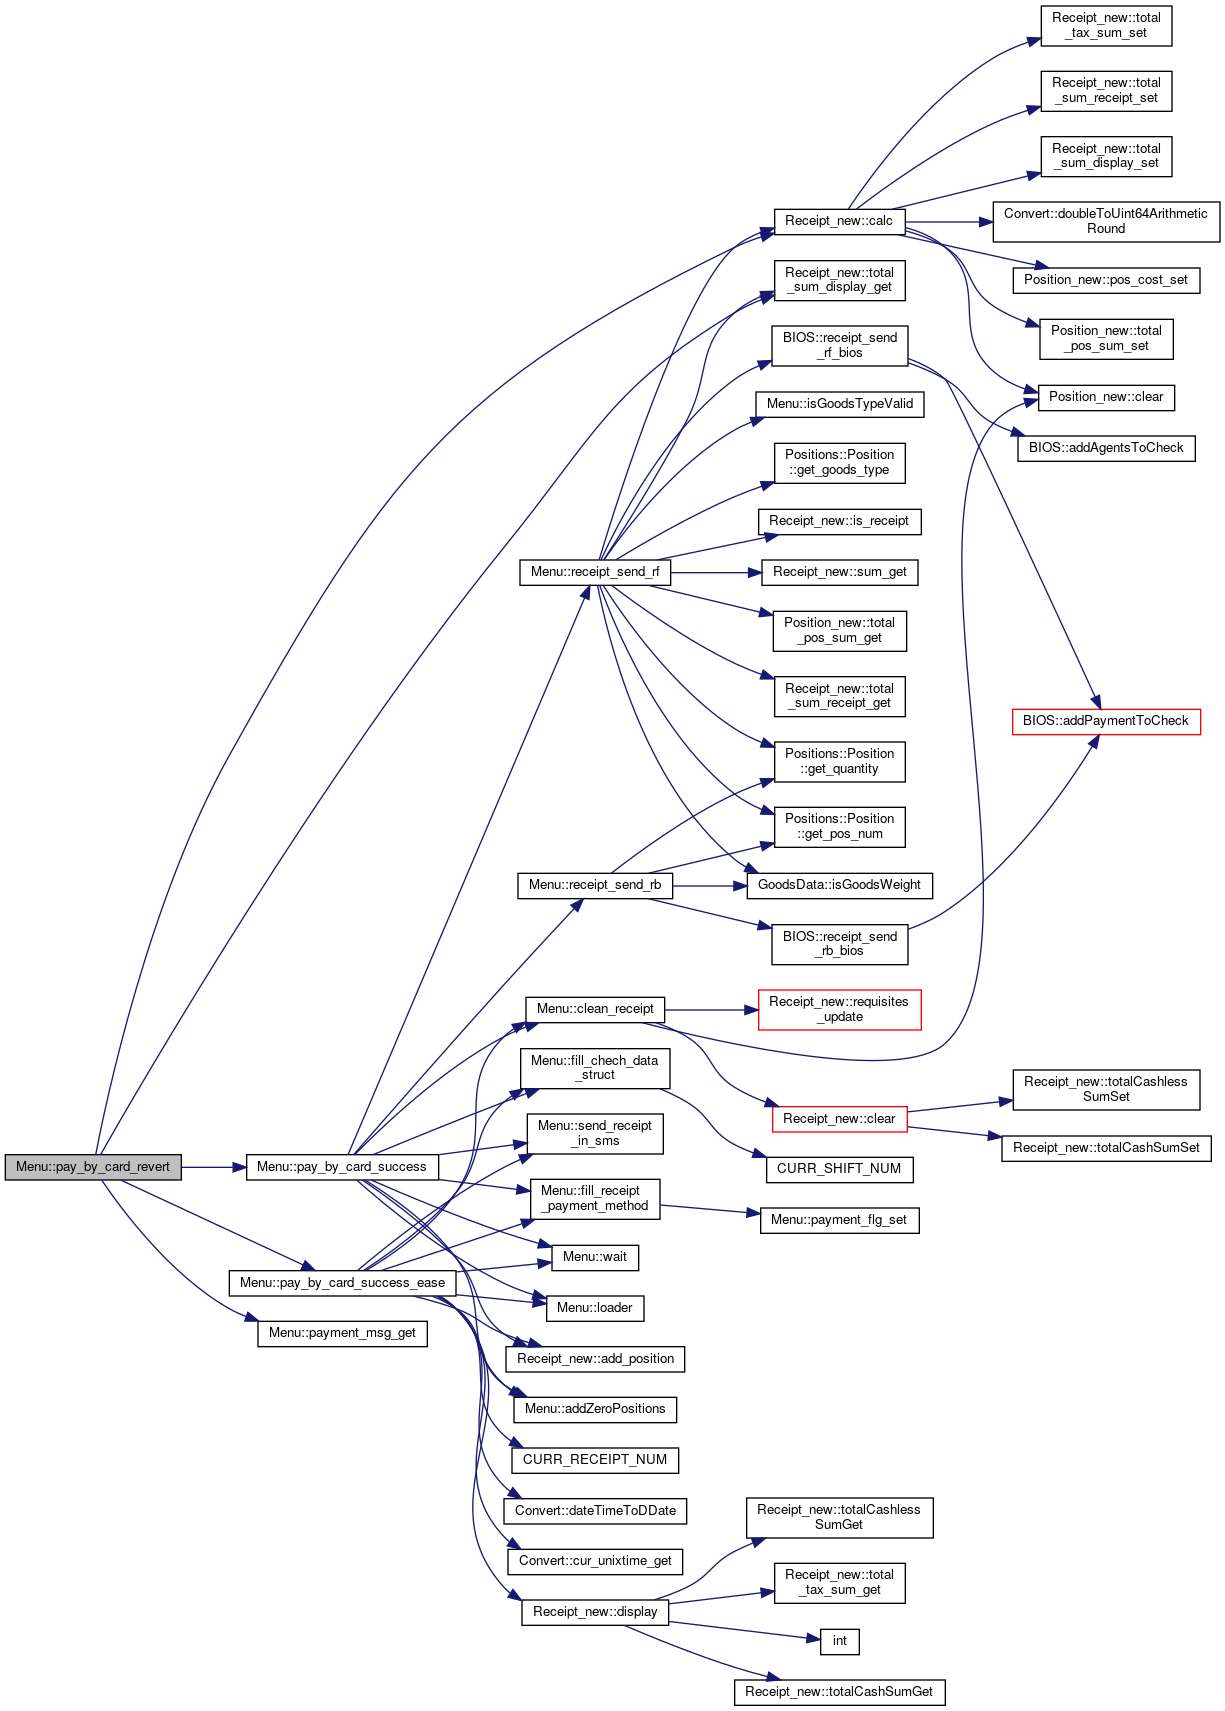 Receipt_new::total
_tax_sum_set
Receipt_new::total
_sum_receipt_set
Receipt_new::total
_sum_display_set
Receipt_new::calc
Convert::doubleToUint64Arithmetic
Round
Position_new::pos_cost_set
Receipt_new::total
_sum_display_get
Position_new::total
_pos_sum_set
BIOS::receipt_send
_rf_bios
Position_new::clear
Menu::isGoodsTypeValid
BIOS::addAgentsToCheck
Positions::Position
::get_goods_type
Receipt_new::is_receipt
Menu::receipt_send_rf
Receipt_new::sum_get
Position_new::total
_pos_sum_get
Receipt_new::total
_sum_receipt_get
BIOS::addPaymentToCheck
Positions::Position
::get_quantity
Positions::Position
::get_pos_num
Menu::receipt_send_rb
GoodsData::isGoodsWeight
BIOS::receipt_send
_rb_bios
Menu::clean_receipt
Receipt_new::requisites
_update
Menu::fill_chech_data
_struct
Receipt_new::totalCashless
SumSet
Receipt_new::clear
Menu::send_receipt
_in_sms
Receipt_new::totalCashSumSet
Menu::pay_by_card_revert
Menu::pay_by_card_success
CURR_SHIFT_NUM
Menu::fill_receipt
_payment_method
Menu::payment_flg_set
Menu::wait
Menu::pay_by_card_success_ease
Menu::loader
Menu::payment_msg_get
Receipt_new::add_position
Menu::addZeroPositions
CURR_RECEIPT_NUM
Convert::dateTimeToDDate
Receipt_new::totalCashless
SumGet
Convert::cur_unixtime_get
Receipt_new::total
_tax_sum_get
Receipt_new::display
int
Receipt_new::totalCashSumGet